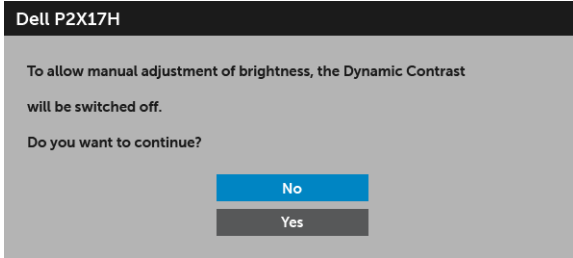 Dell P2X17H
To allow manual adjustment of brightness, the Dynamic Contrast
will be switched off.
Do you want to continue?
No
Yes